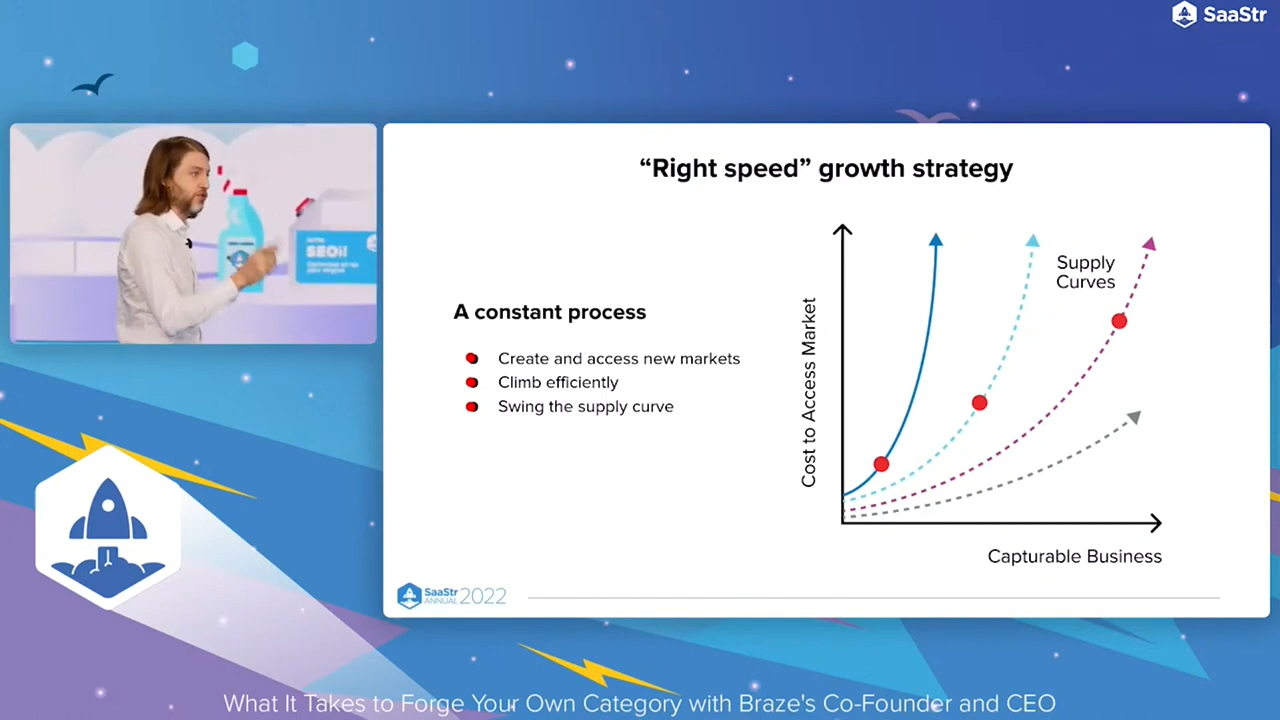 SaaStr
SEOil
"Right speed" growth strategy
A constant process
Create and access new markets
Climb efficiently
Swing the supply curve
Cost to Access Market
Supply
Curves
Capturable Business
SaaStr
ANNUAL 2022
What It Takes to Forge Your Own Category with Braze's Co-Founder and CEO